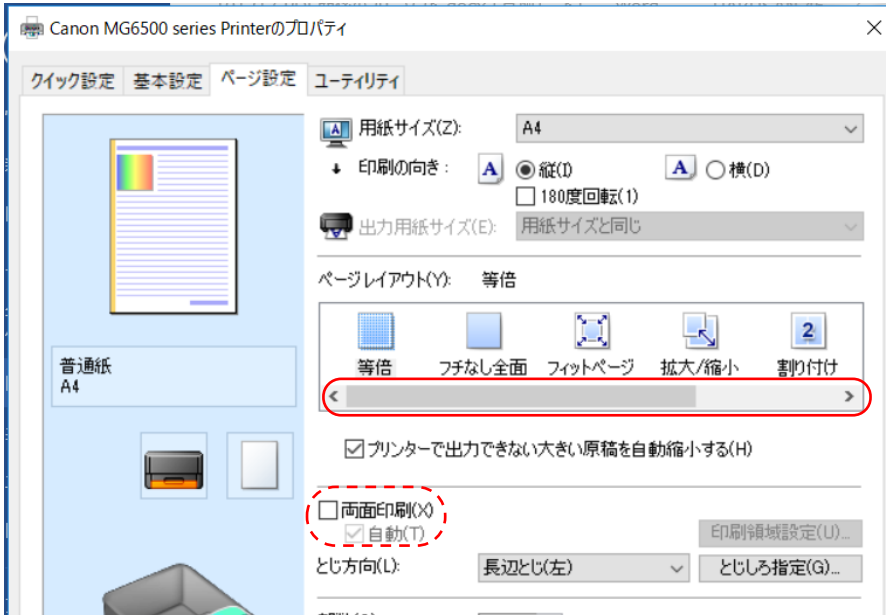 Canon MG6500 series Printerのプロパティ
クイック設定 基本設定 ページ設定 ユーティリティ
用紙サイズ(Z): A4
印刷の向き: A 縦(I) A 横(D)
180度回転(1)
出力用紙サイズ(E): 用紙サイズと同じ
ページレイアウト(Y): 等倍
等倍 フチなし全面 フィットページ 拡大/縮小 割り付け
2
普通紙
A4
プリンターで出力できない大きい原稿を自動縮小する(H)
両面印刷(X)
自動(T) 印刷領域設定(U)...
とじ方向(L): 長辺とじ(左) とじしろ指定(G)...